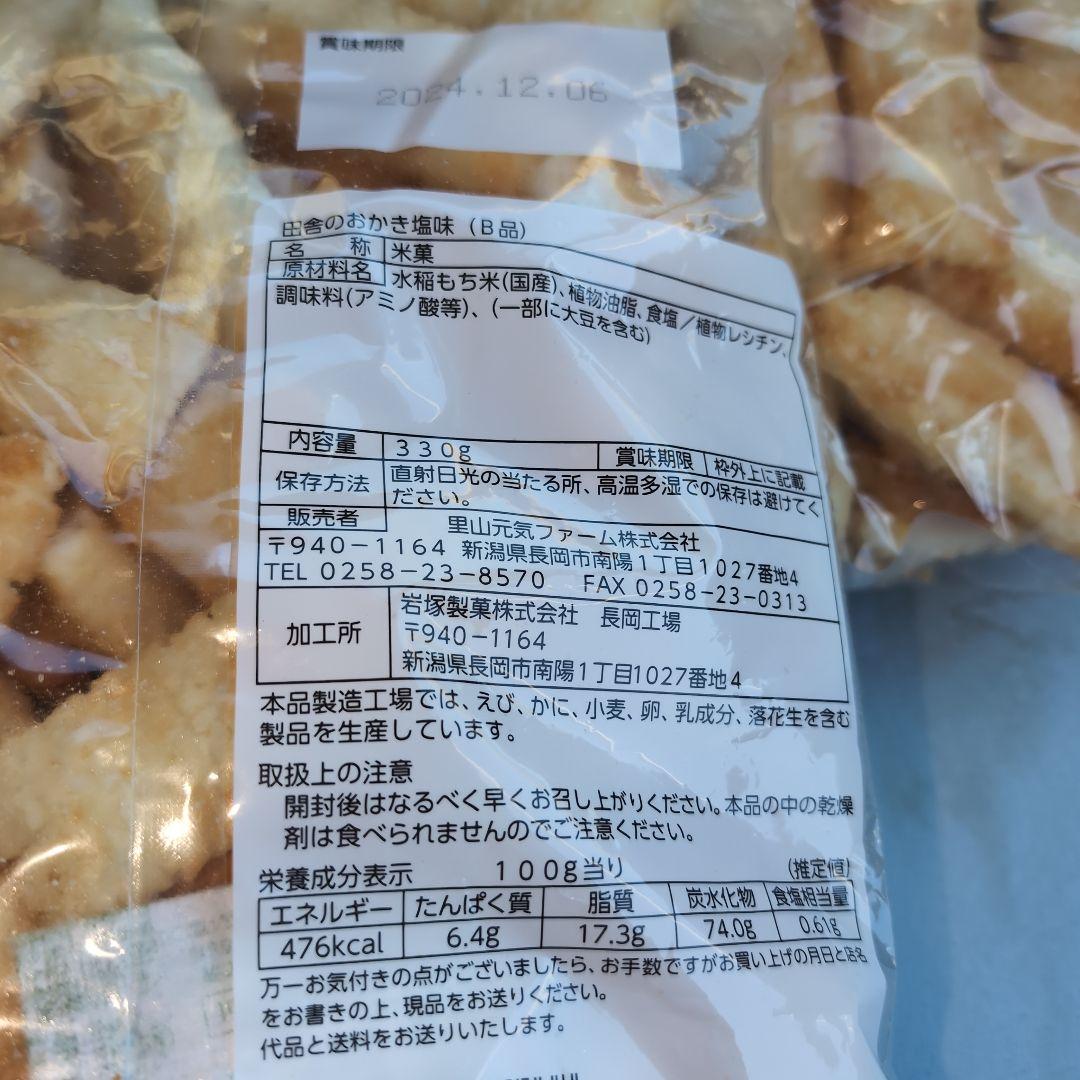 賞味期限
2024.12.06
田舎のおかき塩味（B品）
名　称 米菓
原材料名 水稲もち米(国産)、植物油脂、食塩／植物レシチン、
調味料(アミノ酸等)、(一部に大豆を含む)
内容量 330g 賞味期限 枠外上に記載
保存方法 直射日光の当たる所、高温多湿での保存は避けてく
ださい。
販売者 里山元気ファーム株式会社
〒940－1164 新潟県長岡市南陽1丁目1027番地4
TEL 0258－23－8570 FAX 0258－23－0313
加工所 岩塚製菓株式会社 長岡工場
〒940－1164
新潟県長岡市南陽1丁目1027番地4
本品製造工場では、えび、かに、小麦、卵、乳成分、落花生を含む
製品を生産しています。
取扱上の注意
開封後はなるべく早くお召し上がりください。本品の中の乾燥
剤は食べられませんのでご注意ください。
栄養成分表示 100g当り (推定値)
エネルギー たんぱく質 脂質 炭水化物 食塩相当量
476kcal 6.4g 17.3g 74.0g 0.61g
万一お気付きの点がございましたら、お手数ですがお買い上げの月日と店名
をお書きの上、現品をお送りください。
代品と送料をお送りいたします。